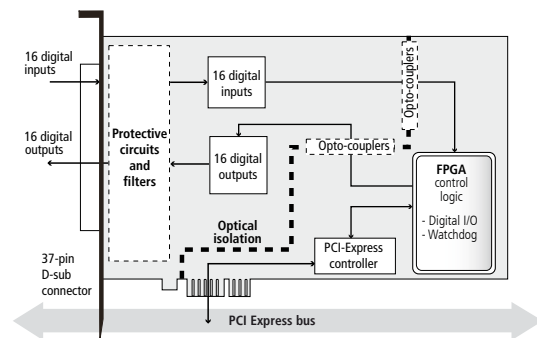 16 digital
inputs
16 digital
outputs
Protective
circuits
and
filters
16 digital
inputs
16 digital
outputs
Opto-couplers
Opto-couplers
FPGA
control
logic
- Digital I/O
- Watchdog
Optical
isolation
PCI-Express
controller
37-pin
D-sub
connector
PCI Express bus